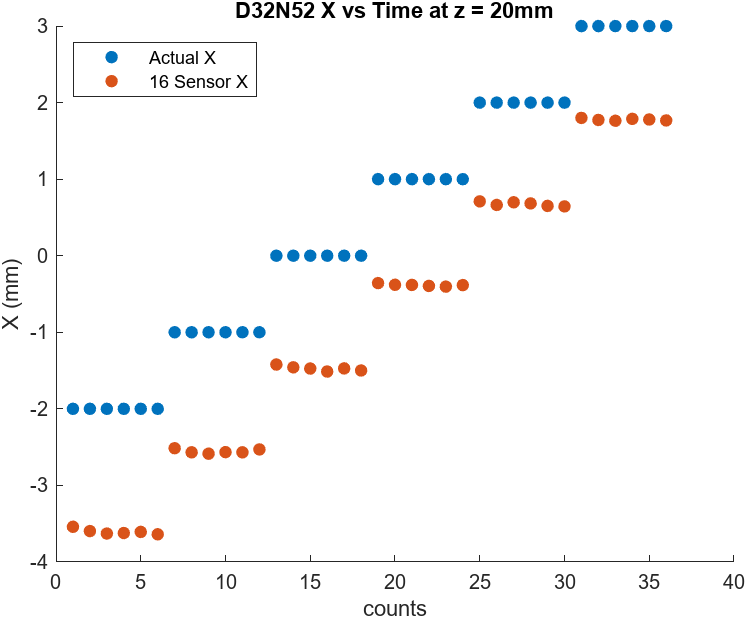 D32N52 X vs Time at z = 20mm
Actual X
16 Sensor X
X (mm)
3
2
1
0
-1
-2
-3
-4
0 5 10 15 20 25 30 35 40
counts